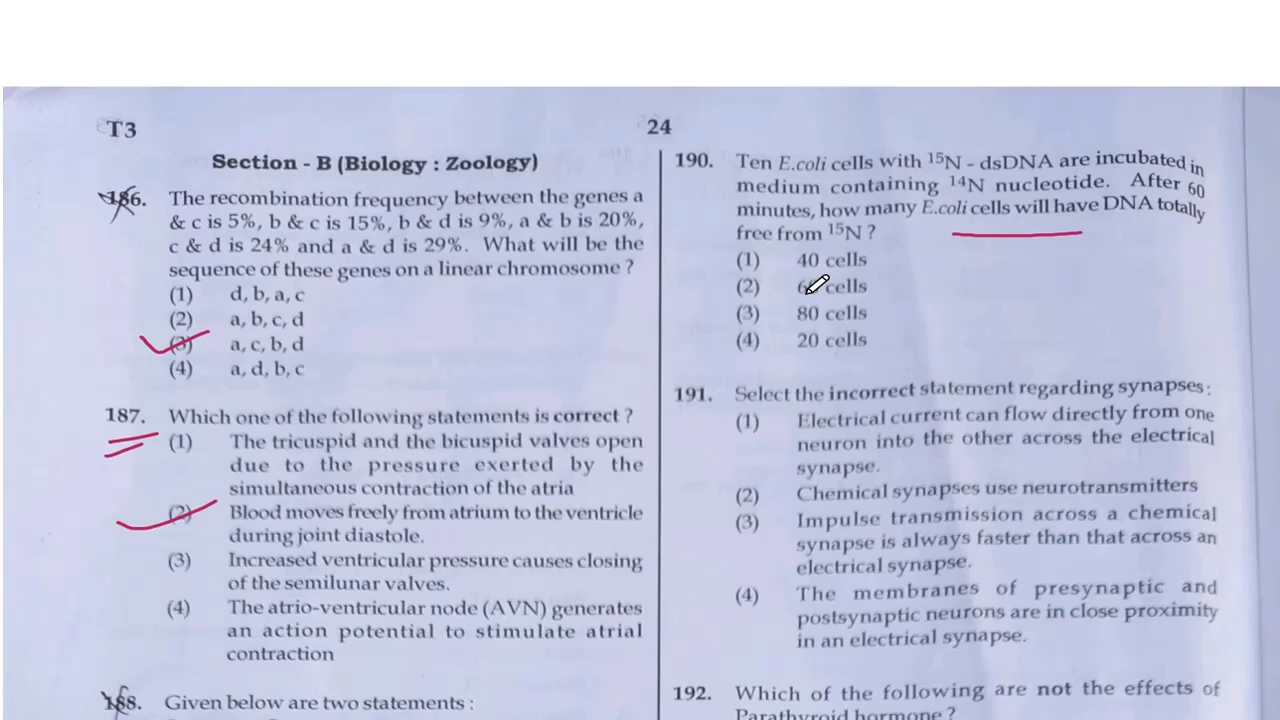 T3
24
Section - B (Biology : Zoology)
186. The recombination frequency between the genes a
& c is 5%, b & c is 15%, b & d is 9%, a & b is 20%,
c & d is 24% and a & d is 29%. What will be the
sequence of these genes on a linear chromosome ?
(1) d, b, a, c
(2) a, b, c, d
(3) a, c, b, d
(4) a, d, b, c
187. Which one of the following statements is correct ?
(1) The tricuspid and the bicuspid valves open
due to the pressure exerted by the
simultaneous contraction of the atria
(2) Blood moves freely from atrium to the ventricle
during joint diastole.
(3) Increased ventricular pressure causes closing
of the semilunar valves.
(4) The atrio-ventricular node (AVN) generates
an action potential to stimulate atrial
contraction
188. Given below are two statements :
190. Ten E.coli cells with ¹⁵N - dsDNA are incubated in
medium containing ¹⁴N nucleotide. After 60
minutes, how many E.coli cells will have DNA totally
free from ¹⁵N ?
(1) 40 cells
(2) cells
(3) 80 cells
(4) 20 cells
191. Select the incorrect statement regarding synapses :
(1) Electrical current can flow directly from one
neuron into the other across the electrical
synapse.
(2) Chemical synapses use neurotransmitters
(3) Impulse transmission across a chemical
synapse is always faster than that across an
electrical synapse.
(4) The membranes of presynaptic and
postsynaptic neurons are in close proximity
in an electrical synapse.
192. Which of the following are not the effects of
Parathyroid hormone ?